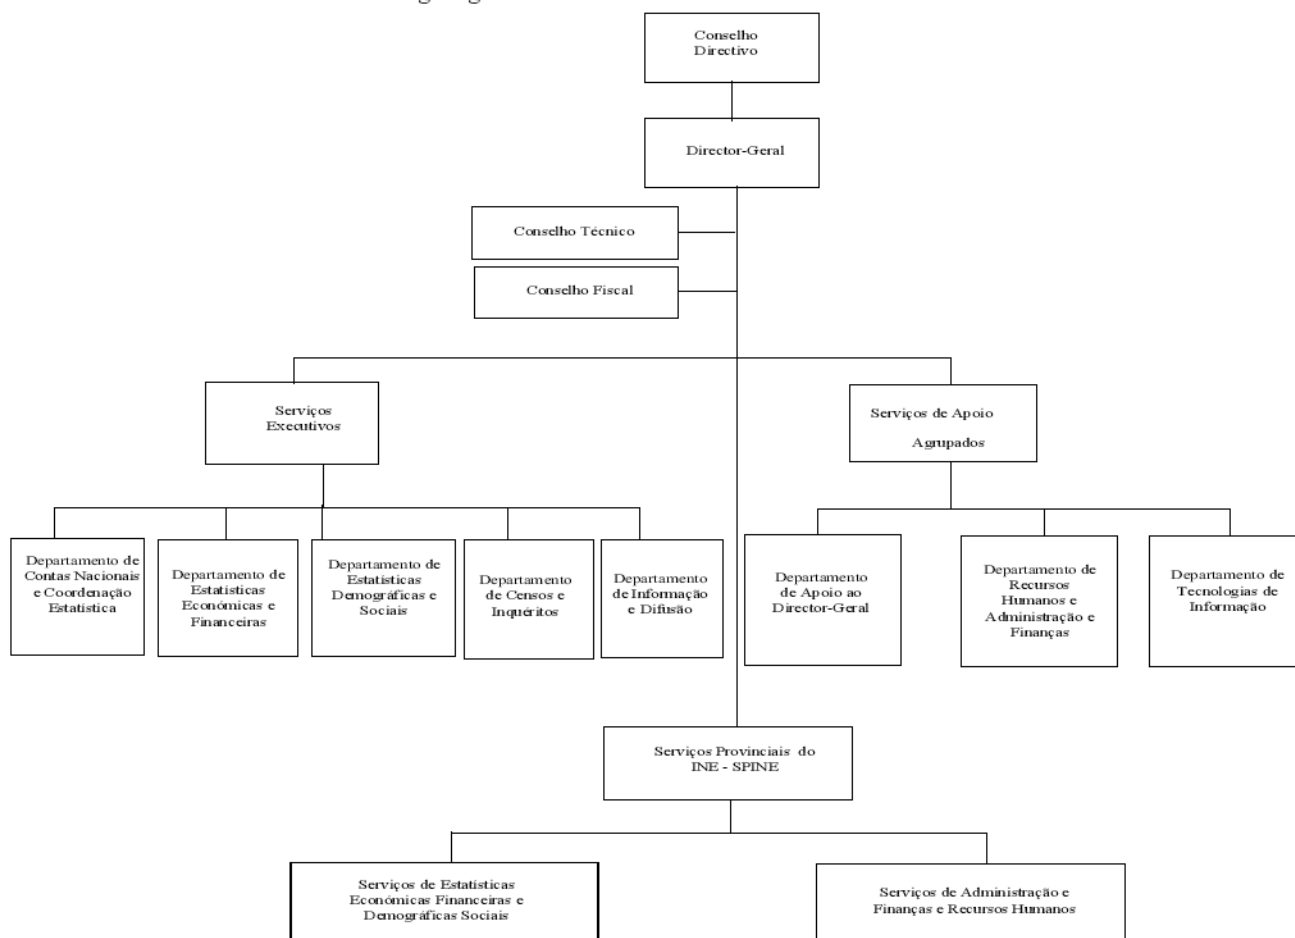 Conselho
Directivo
Director-Geral
Conselho Técnico
Conselho Fiscal
Serviços
Executivos
Serviços de Apoio
Agrupados
Departamento de
Contas Nacionais
e Coordenação
Estatística
Departamento de
Estatísticas
Económicas e
Financeiras
Departamento de
Estatísticas
Demográficas e
Sociais
Departamento
de Censos e
Inquéritos
Departamento
de Informação
e Difusão
Departamento
de Apoio ao
Director-Geral
Departamento de
Recursos
Humanos e
Administração e
Finanças
Departamento de
Tecnologias de
Informação
Serviços Provinciais do
INE - SPINE
Serviços de Estatísticas
Económicas Financeiras e
Demográficas Sociais
Serviços de Administração e
Finanças e Recursos Humanos